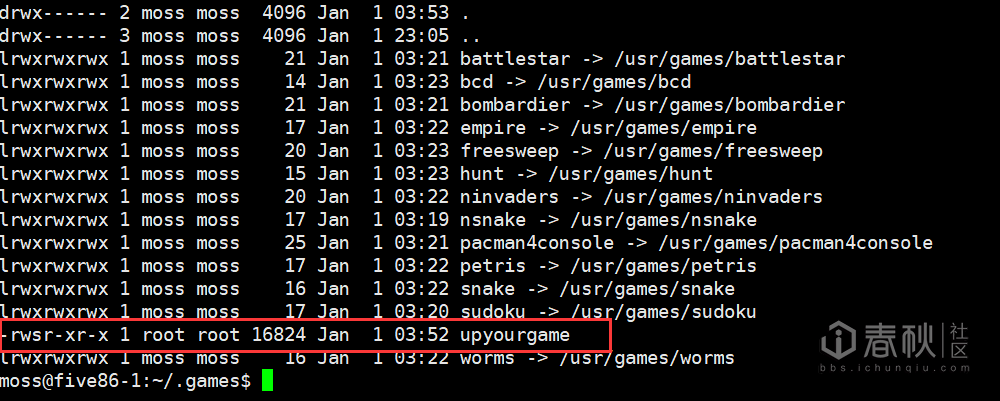 drwx------ 2 moss moss  4096 Jan  1 03:53 .
drwx------ 3 moss moss  4096 Jan  1 23:05 ..
lrwxrwxrwx 1 moss moss    21 Jan  1 03:21 battlestar -> /usr/games/battlestar
lrwxrwxrwx 1 moss moss    14 Jan  1 03:23 bcd -> /usr/games/bcd
lrwxrwxrwx 1 moss moss    21 Jan  1 03:21 bombardier -> /usr/games/bombardier
lrwxrwxrwx 1 moss moss    17 Jan  1 03:22 empire -> /usr/games/empire
lrwxrwxrwx 1 moss moss    20 Jan  1 03:23 freesweep -> /usr/games/freesweep
lrwxrwxrwx 1 moss moss    15 Jan  1 03:23 hunt -> /usr/games/hunt
lrwxrwxrwx 1 moss moss    20 Jan  1 03:22 ninvaders -> /usr/games/ninvaders
lrwxrwxrwx 1 moss moss    17 Jan  1 03:19 nsnake -> /usr/games/nsnake
lrwxrwxrwx 1 moss moss    25 Jan  1 03:21 pacman4console -> /usr/games/pacman4console
lrwxrwxrwx 1 moss moss    17 Jan  1 03:22 petris -> /usr/games/petris
lrwxrwxrwx 1 moss moss    16 Jan  1 03:22 snake -> /usr/games/snake
lrwxrwxrwx 1 moss moss    17 Jan  1 03:20 sudoku -> /usr/games/sudoku
-rwsr-xr-x 1 root root 16824 Jan  1 03:52 upyourgame
lrwxrwxrwx 1 moss moss    16 Jan  1 03:22 worms -> /usr/games/worms
moss@five86-1:~/.games$
春秋 社区
bbs.ichunqiu.com